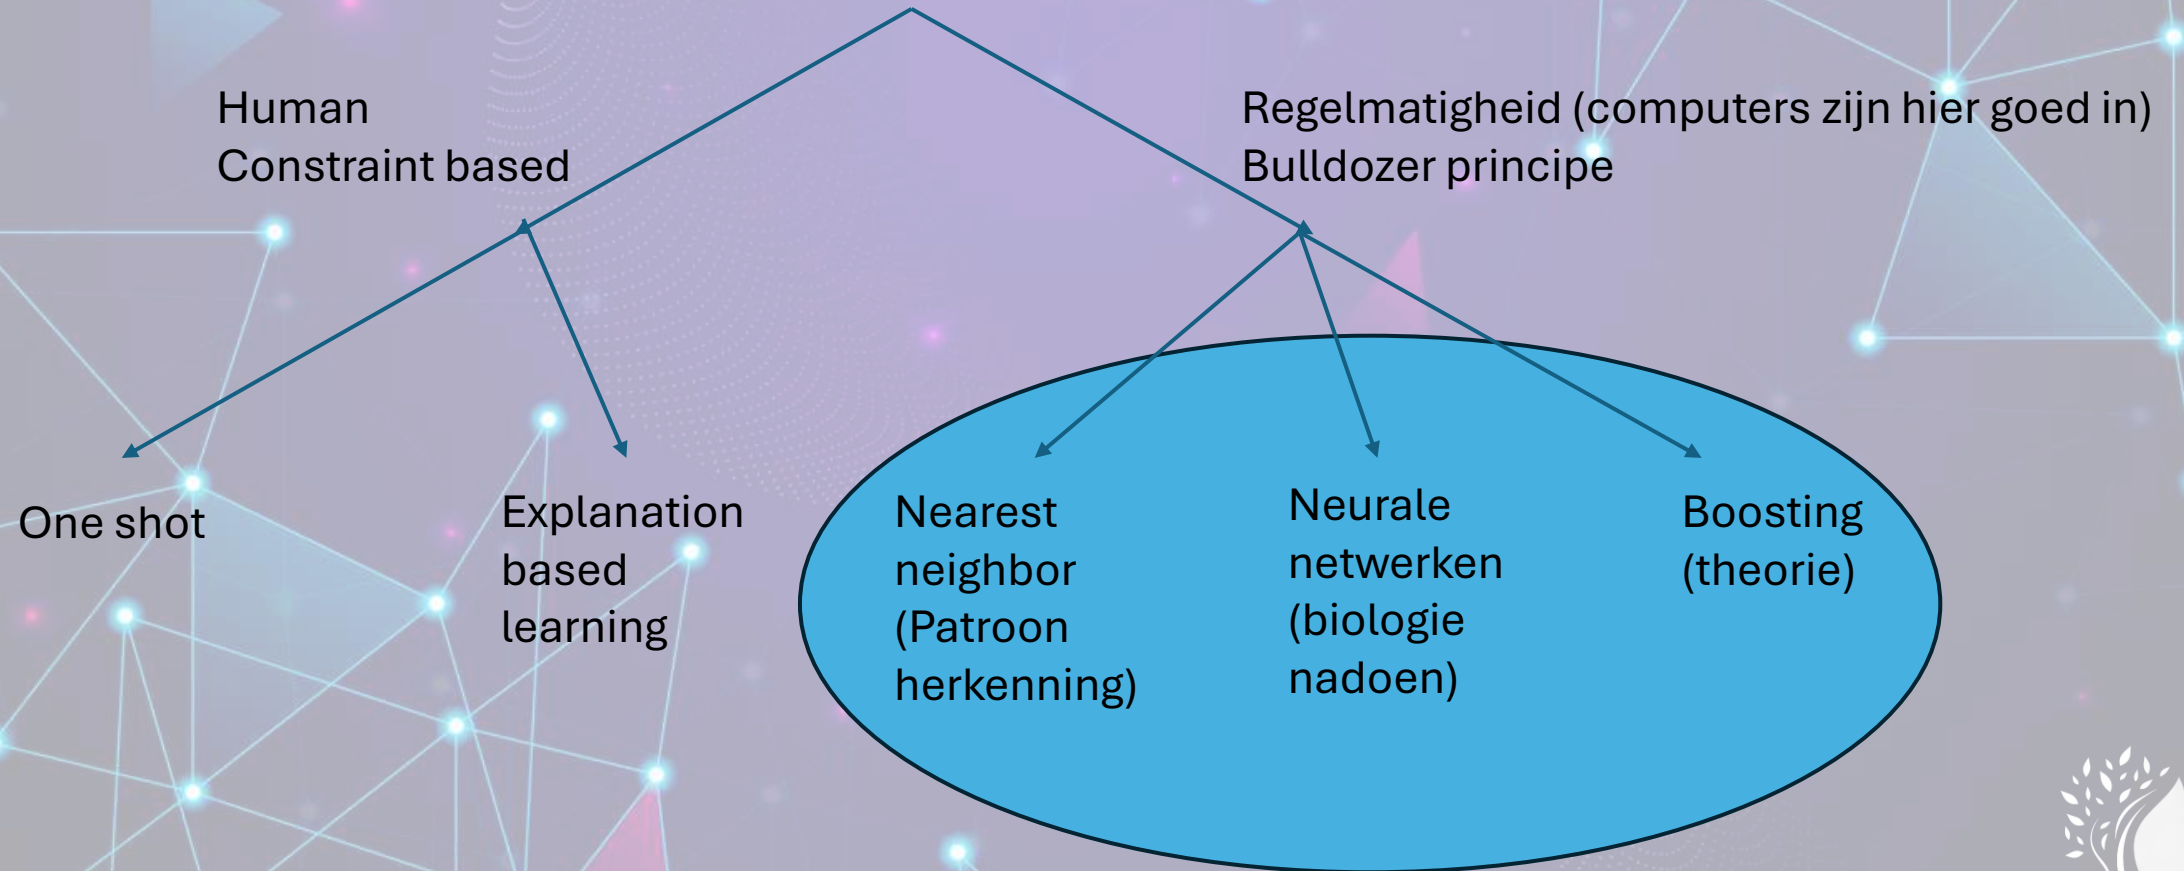 Human
Constraint based
Regelmatigheid (computers zijn hier goed in)
Bulldozer principe
One shot
Explanation
based
learning
Nearest
neighbor
(Patroon
herkenning)
Neurale
netwerken
(biologie
nadoen)
Boosting
(theorie)